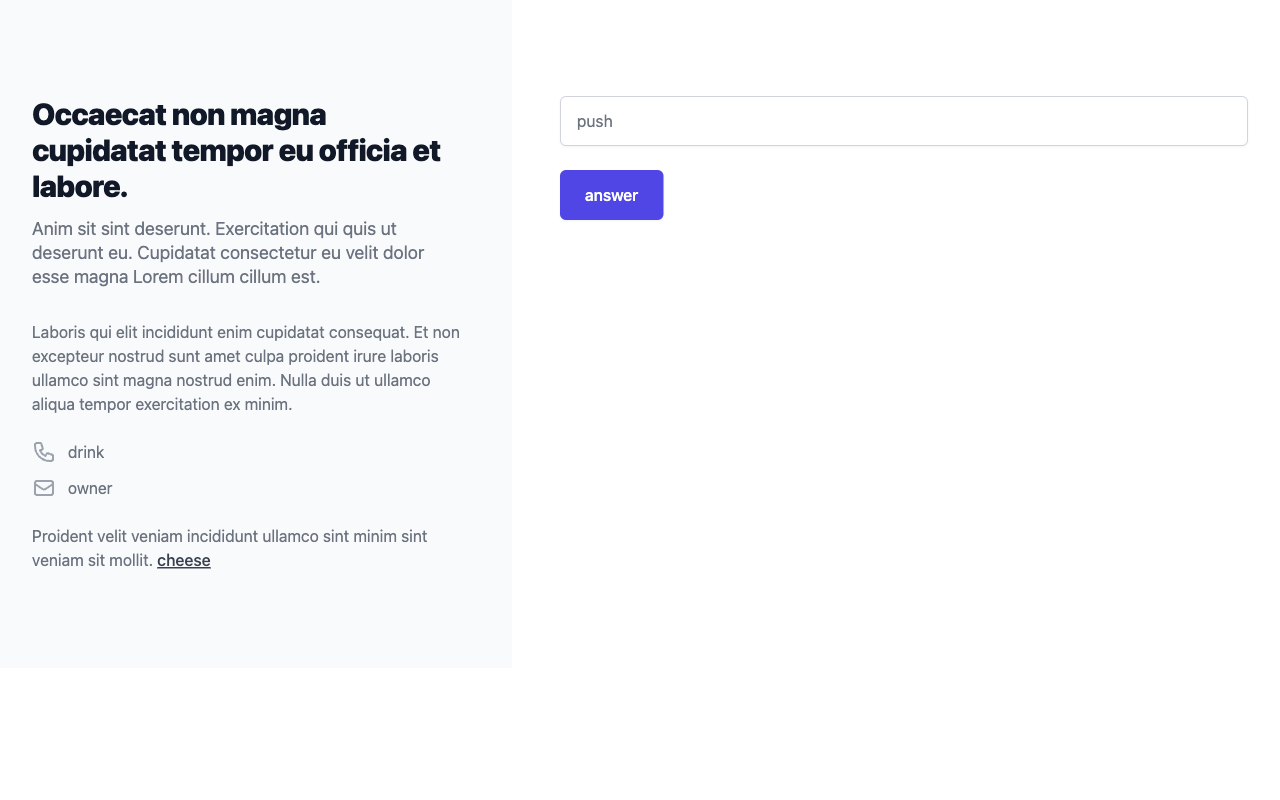 Occaecat non magna
cupidatat tempor eu officia et
labore.
Anim sit sint deserunt. Exercitation qui quis ut
deserunt eu. Cupidatat consectetur eu velit dolor
esse magna Lorem cillum cillum est.
Laboris qui elit incididunt enim cupidatat consequat. Et non
excepteur nostrud sunt amet culpa proident irure laboris
ullamco sint magna nostrud enim. Nulla duis ut ullamco
aliqua tempor exercitation ex minim.
drink
owner
Proident velit veniam incididunt ullamco sint minim sint
veniam sit mollit. cheese
push
answer